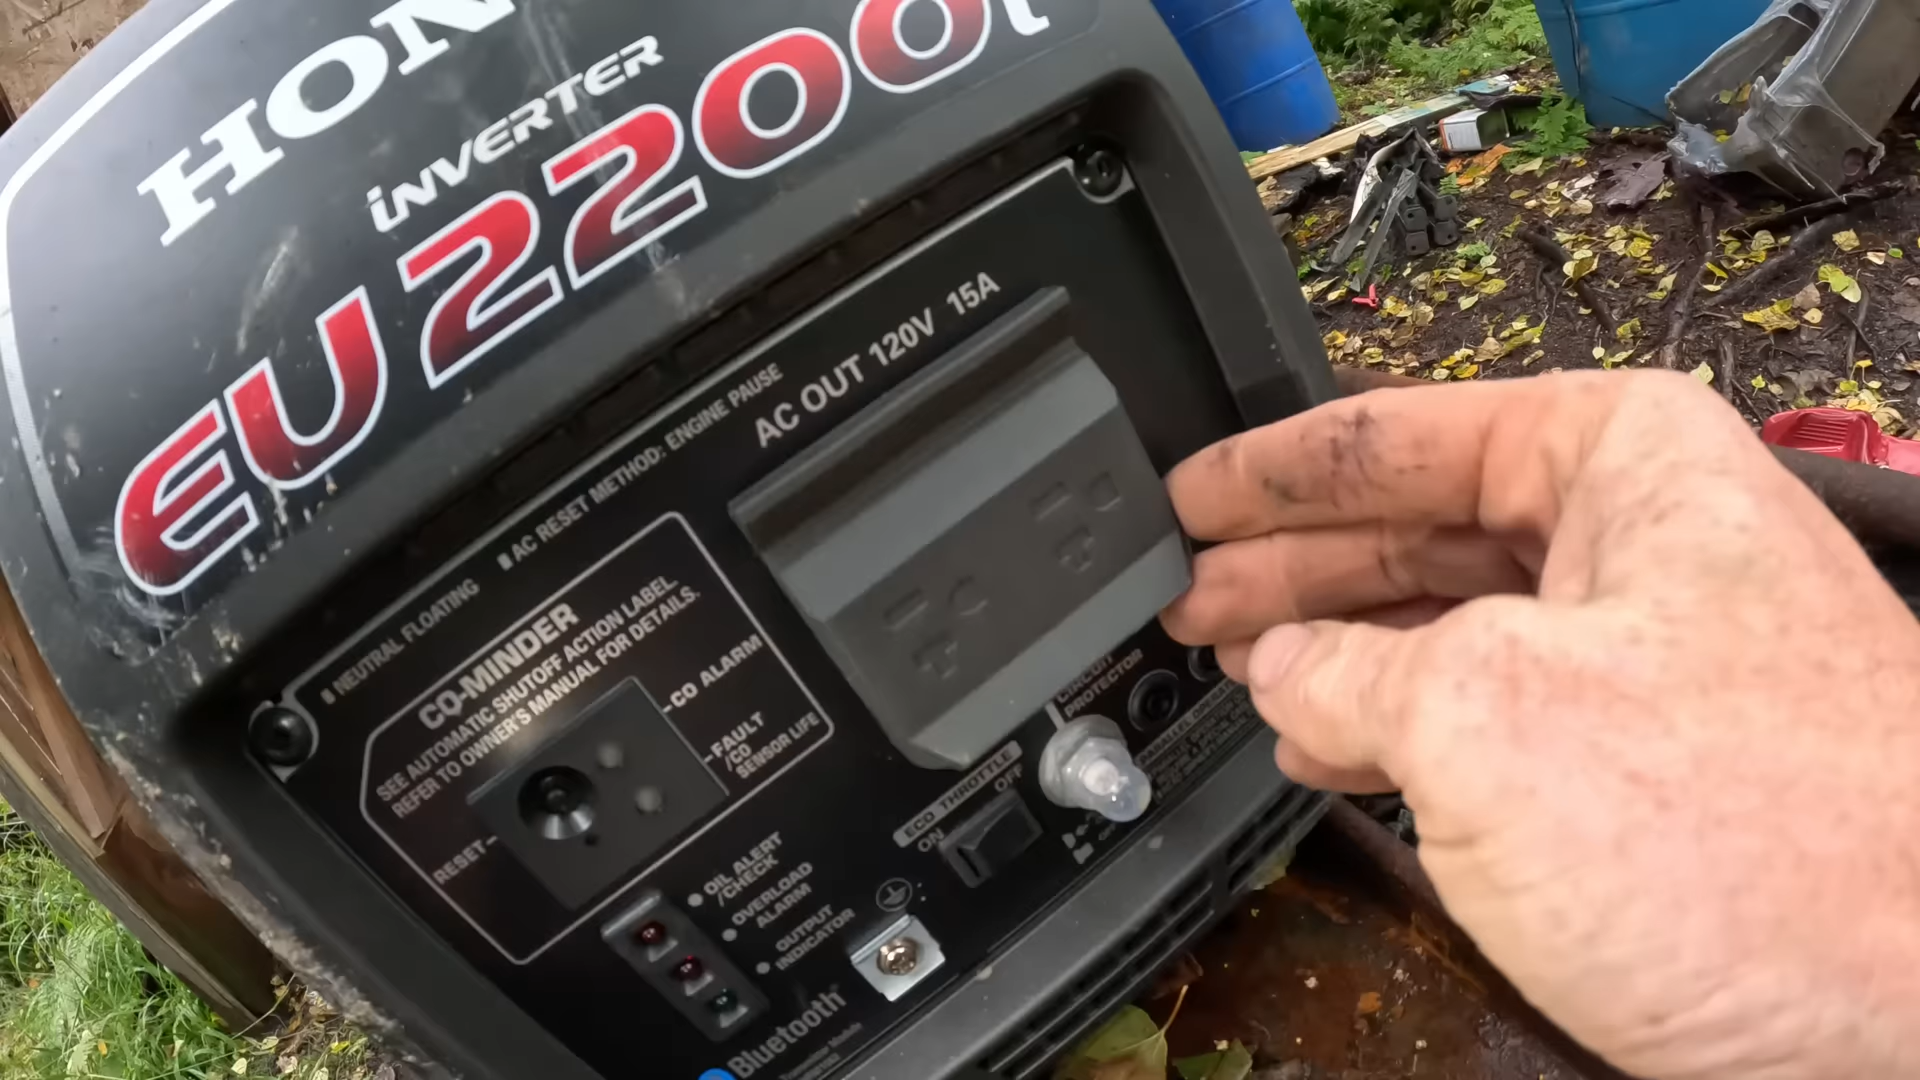 HON
INVERTER
EU2200i
AC OUT 120V 15A
NEUTRAL FLOATING
AC RESET METHOD: ENGINE PAUSE
CO-MINDER
SEE AUTOMATIC SHUTOFF ACTION LABEL.
REFER TO OWNER'S MANUAL FOR DETAILS.
CO ALARM
FAULT
/CO
SENSOR LIFE
RESET
CIRCUIT
PROTECTOR
ECO THROTTLE
ON
OFF
OIL ALERT
/CHECK
OVERLOAD
ALARM
OUTPUT
INDICATOR
Bluetooth